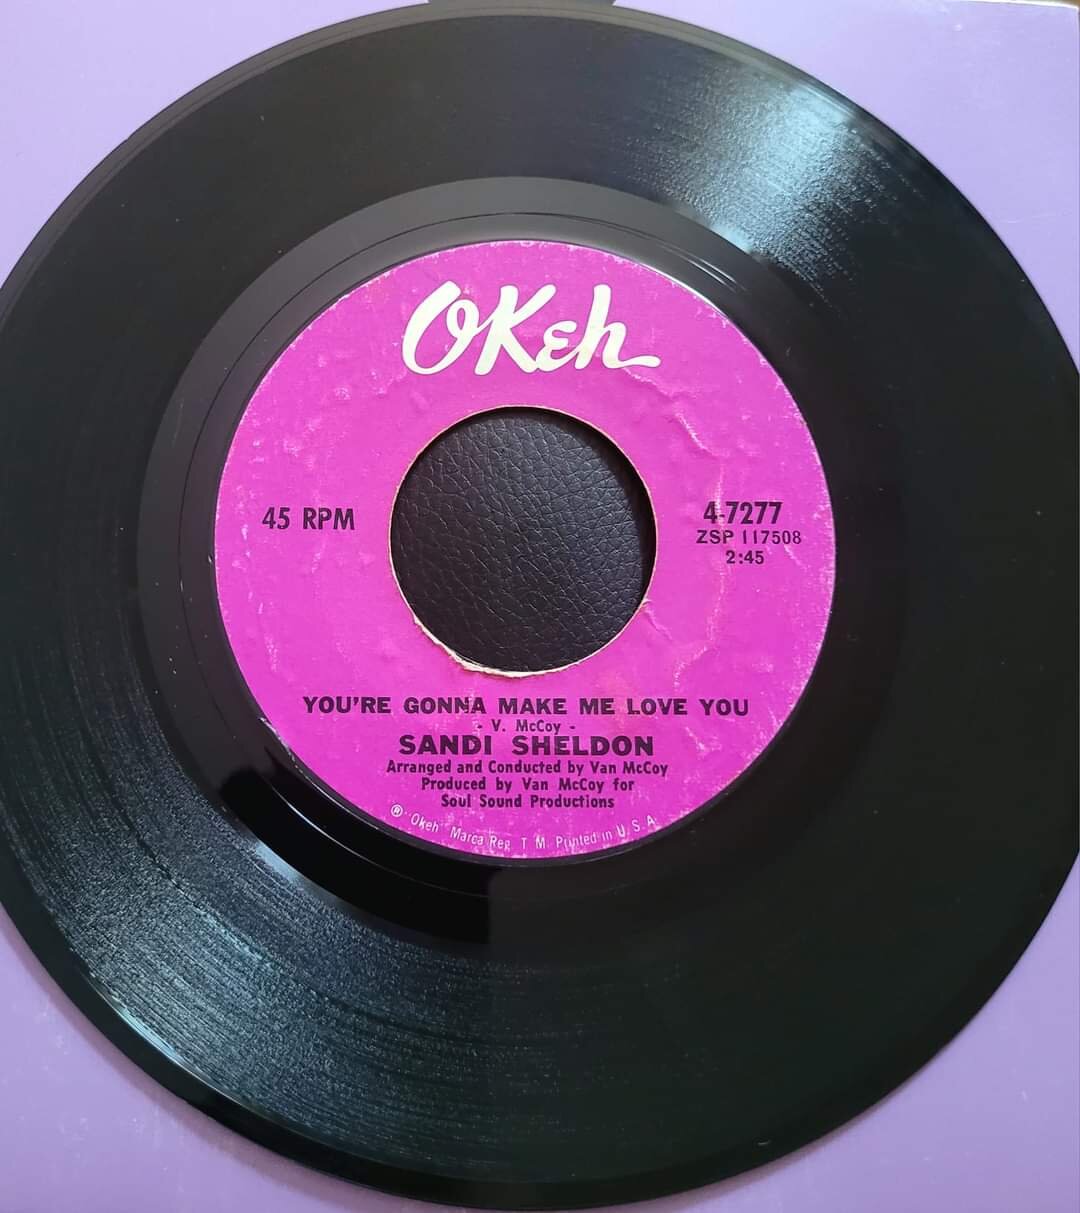 OKeh
45 RPM
4-7277
ZSP 117508
2:45
YOU'RE GONNA MAKE ME LOVE YOU
- V. McCoy -
SANDI SHELDON
Arranged and Conducted by Van McCoy
Produced by Van McCoy for
Soul Sound Productions
® "Okeh" Marca Reg. T. M. Printed in U. S. A.